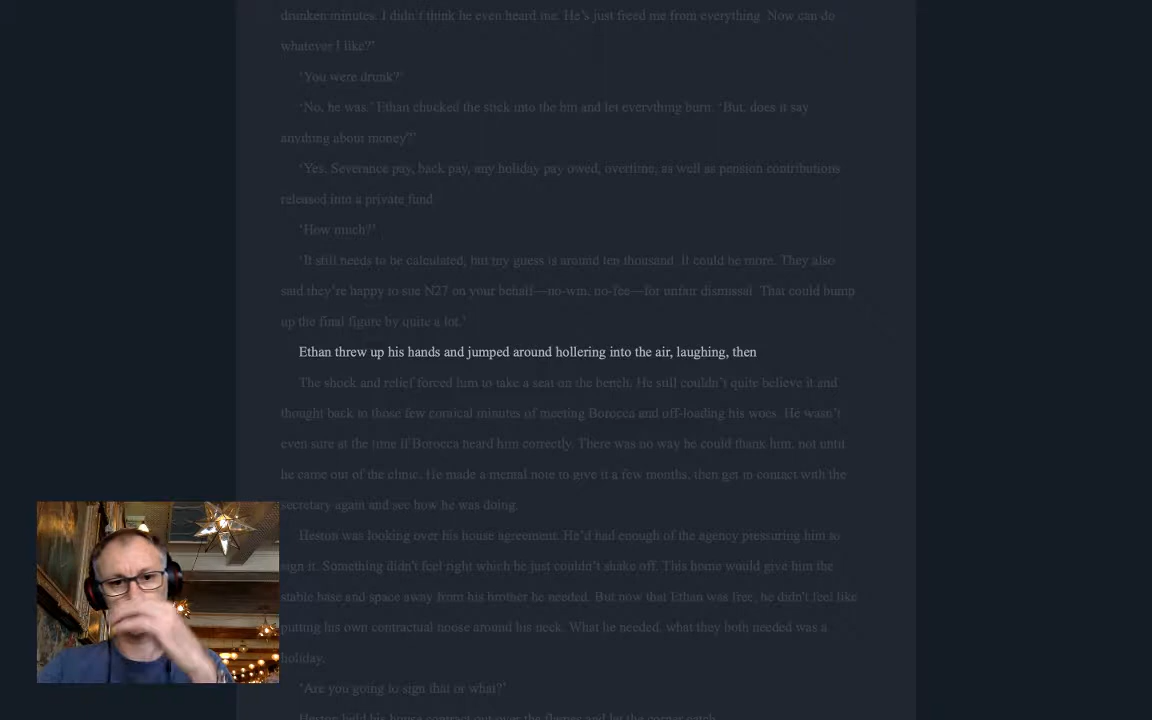 drunken minutes. I didn't think he even heard me. He's just freed me from everything. Now can do
whatever I like?'
'You were drunk?'
'No, he was.' Ethan chucked the stick into the bin and let everything burn. 'But, does it say
anything about money?'
'Yes. Severance pay, back pay, any holiday pay owed, overtime, as well as pension contributions
released into a private fund.
'How much?'
'It still needs to be calculated, but my guess is around ten thousand. It could be more. They also
said they're happy to sue N27 on your behalf—no-win, no-fee—for unfair dismissal. That could bump
up the final figure by quite a lot.'
Ethan threw up his hands and jumped around hollering into the air, laughing, then
The shock and relief forced him to take a seat on the bench. He still couldn't quite believe it and
thought back to those few comical minutes of meeting Borocca and off-loading his woes. He wasn't
even sure at the time if Borocca heard him correctly. There was no way he could thank him, not until
he came out of the clinic. He made a mental note to give it a few months, then get in contact with the
secretary again and see how he was doing.
Heston was looking over his house agreement. He'd had enough of the agency pressuring him to
sign it. Something didn't feel right which he just couldn't shake off. This home would give him the
stable base and space away from his brother he needed. But now that Ethan was free, he didn't feel like
putting his own contractual noose around his neck. What he needed, what they both needed was a
holiday.
'Are you going to sign that or what?'
Heston held his house contract out over the flames and let the corner catch.